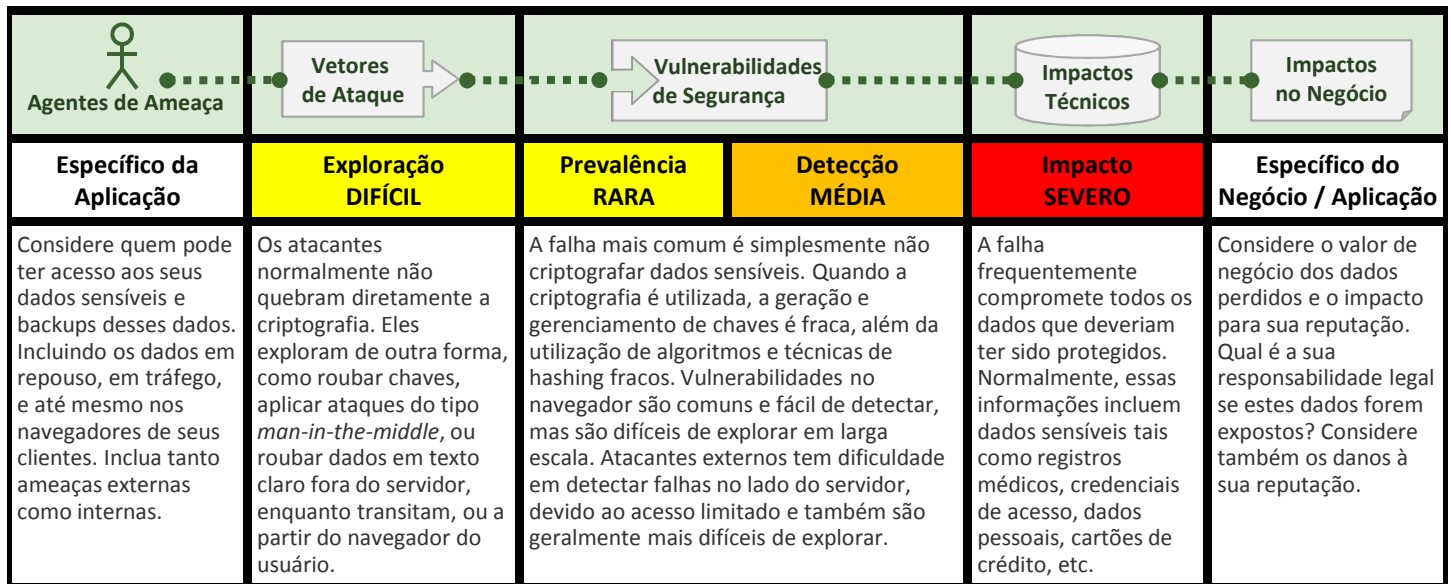 Agentes de Ameaça
Vetores
de Ataque
Vulnerabilidades
de Segurança
Impactos
Técnicos
Impactos
no Negócio
Específico da
Aplicação
Exploração
DIFÍCIL
Prevalência
RARA
Detecção
MÉDIA
Impacto
SEVERO
Específico do
Negócio / Aplicação
Considere quem pode
ter acesso aos seus
dados sensíveis e
backups desses dados.
Incluindo os dados em
repouso, em tráfego,
e até mesmo nos
navegadores de seus
clientes. Inclua tanto
ameaças externas
como internas.
Os atacantes
normalmente não
quebram diretamente a
criptografia. Eles
exploram de outra forma,
como roubar chaves,
aplicar ataques do tipo
man-in-the-middle, ou
roubar dados em texto
claro fora do servidor,
enquanto transitam, ou a
partir do navegador do
usuário.
A falha mais comum é simplesmente não
criptografar dados sensíveis. Quando a
criptografia é utilizada, a geração e
gerenciamento de chaves é fraca, além da
utilização de algoritmos e técnicas de
hashing fracos. Vulnerabilidades no
navegador são comuns e fácil de detectar,
mas são difíceis de explorar em larga
escala. Atacantes externos tem dificuldade
em detectar falhas no lado do servidor,
devido ao acesso limitado e também são
geralmente mais difíceis de explorar.
A falha
frequentemente
compromete todos os
dados que deveriam
ter sido protegidos.
Normalmente, essas
informações incluem
dados sensíveis tais
como registros
médicos, credenciais
de acesso, dados
pessoais, cartões de
crédito, etc.
Considere o valor de
negócio dos dados
perdidos e o impacto
para sua reputação.
Qual é a sua
responsabilidade legal
se estes dados forem
expostos? Considere
também os danos à
sua reputação.